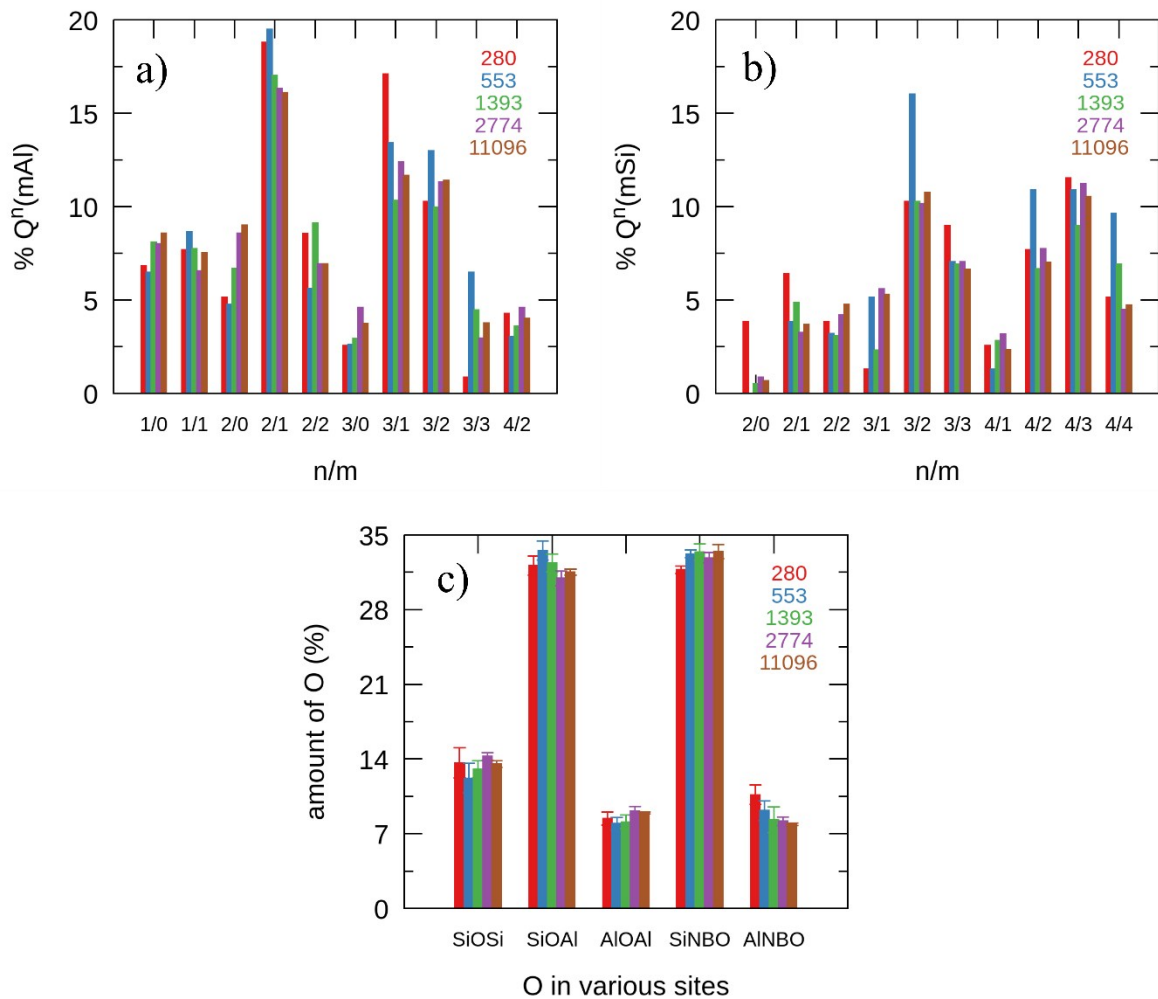 a)
% Qⁿ(mAl)
20
15
10
5
0
280
553
1393
2774
11096
1/0 1/1 2/0 2/1 2/2 3/0 3/1 3/2 3/3 4/2
n/m
b)
% Qⁿ(mSi)
20
15
10
5
0
280
553
1393
2774
11096
2/0 2/1 2/2 3/1 3/2 3/3 4/1 4/2 4/3 4/4
n/m
c)
amount of O (%)
35
28
21
14
7
0
280
553
1393
2774
11096
SiOSi SiOAl AlOAl SiNBO AlNBO
O in various sites